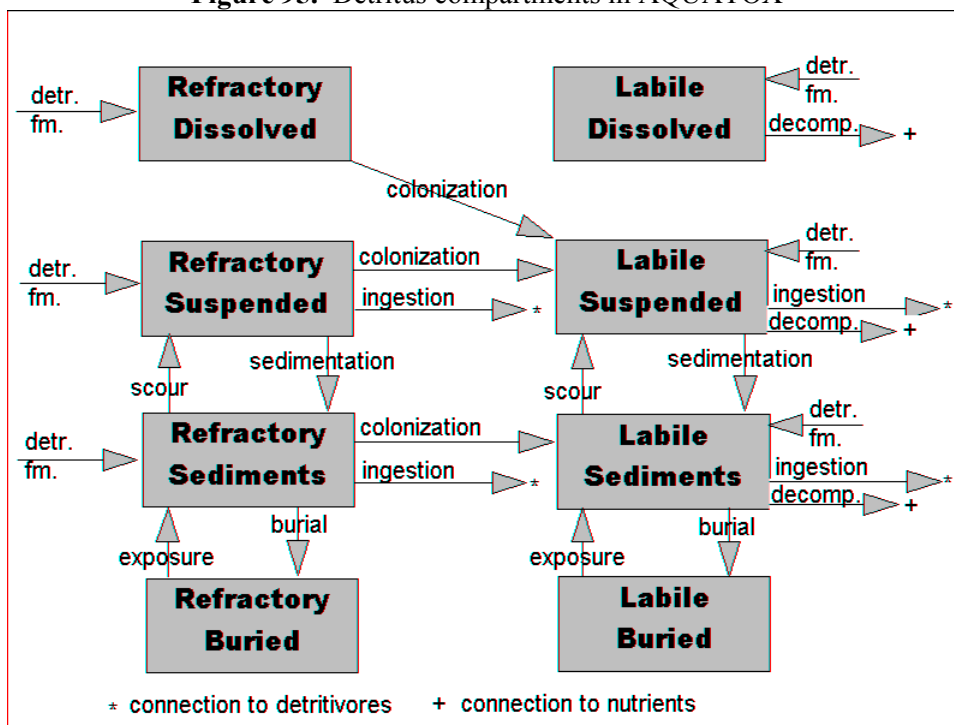 Figure 95. Detritus compartments in AQUATOX
detr.
fm.
Refractory
Dissolved
Labile
Dissolved
detr.
fm.
decomp.
+
colonization
detr.
fm.
Refractory
Suspended
colonization
ingestion
*
Labile
Suspended
detr.
fm.
ingestion
*
decomp.
+
scour
sedimentation
scour
sedimentation
detr.
fm.
Refractory
Sediments
colonization
ingestion
*
Labile
Sediments
detr.
fm.
ingestion
*
decomp.
+
exposure
burial
exposure
burial
Refractory
Buried
Labile
Buried
* connection to detritivores + connection to nutrients